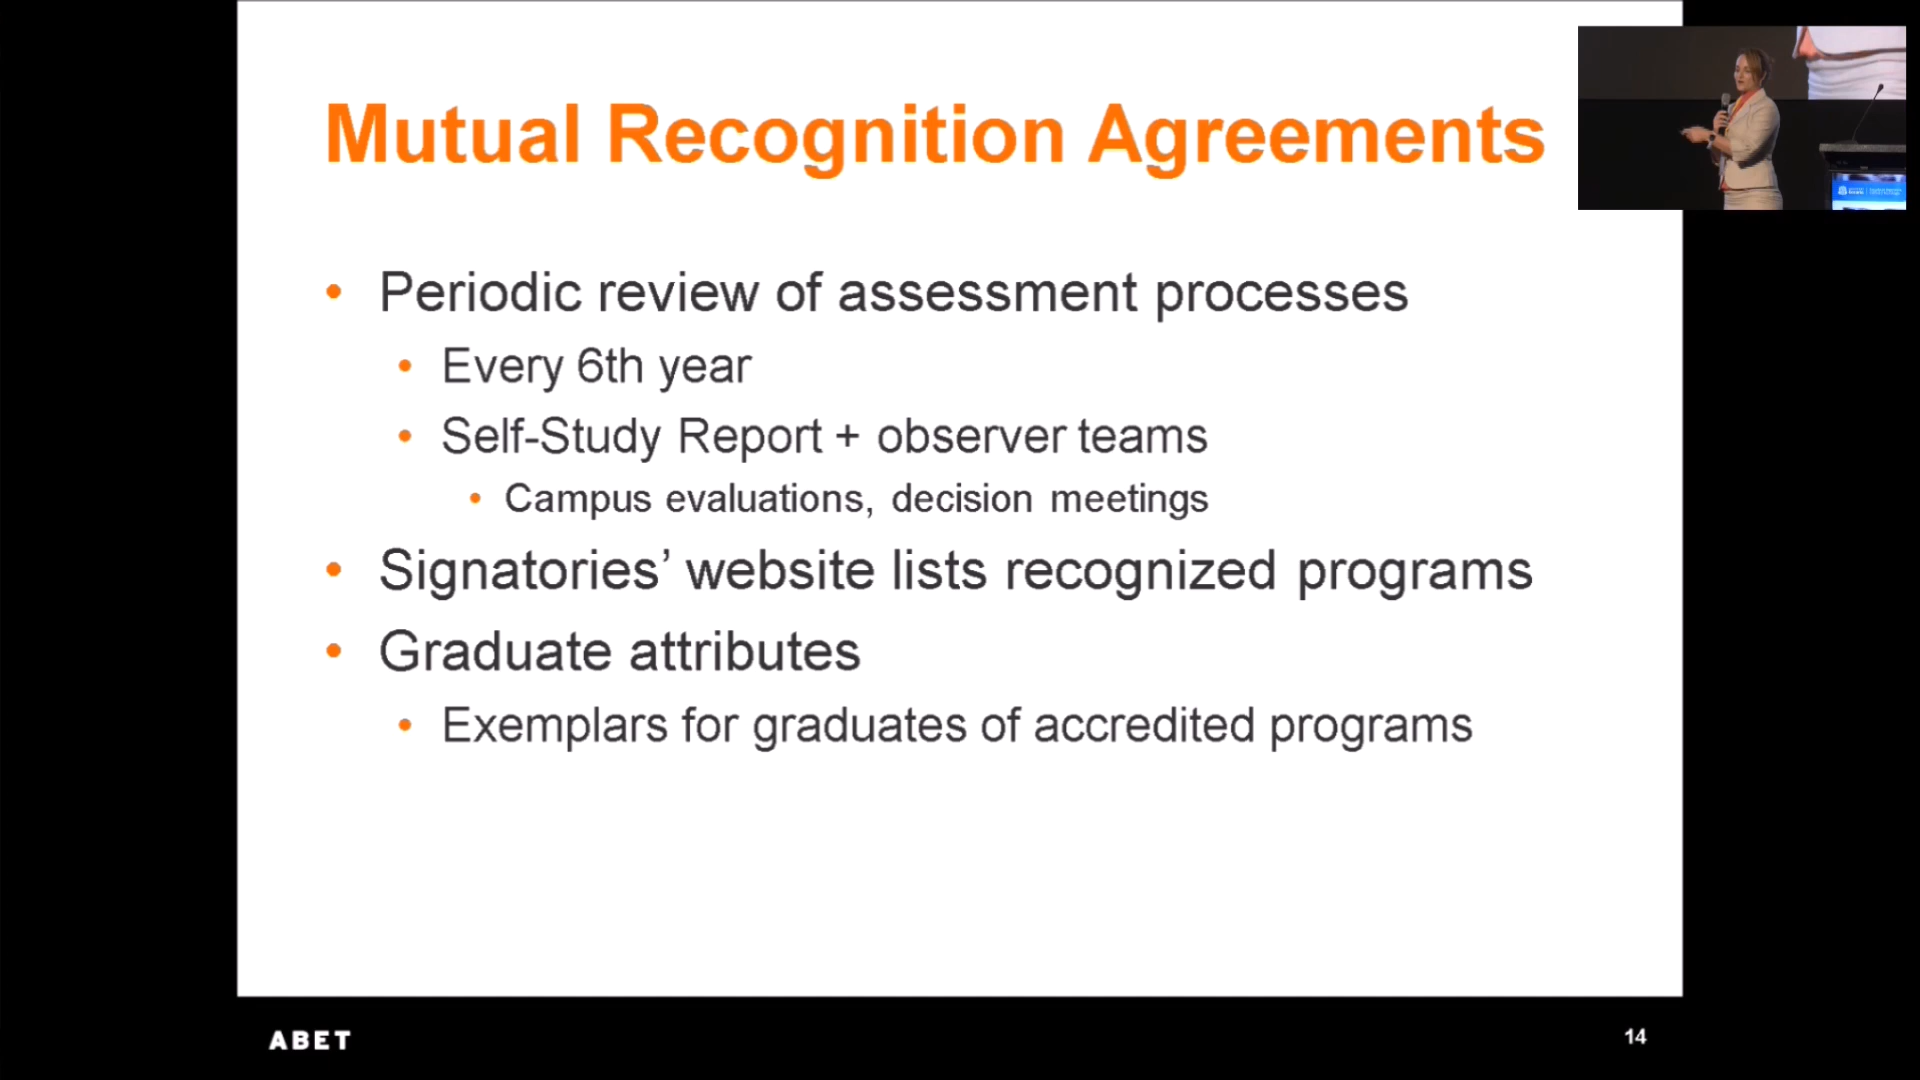 Mutual Recognition Agreements
• Periodic review of assessment processes
• Every 6th year
• Self-Study Report + observer teams
• Campus evaluations, decision meetings
• Signatories’ website lists recognized programs
• Graduate attributes
• Exemplars for graduates of accredited programs
ABET
14